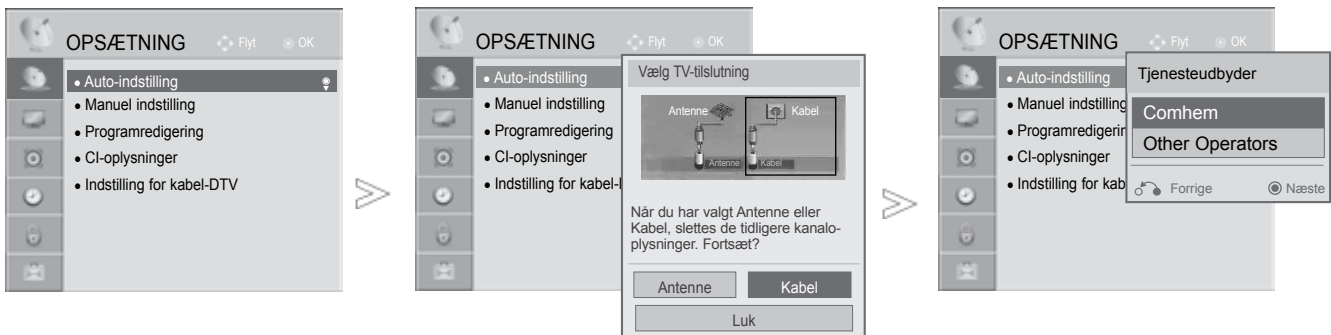 OPSÆTNING Flyt OK
• Auto-indstilling
• Manuel indstilling
• Programredigering
• CI-oplysninger
• Indstilling for kabel-DTV
OPSÆTNING Flyt OK
• Auto-indstilling
• Manuel indstilling
• Programredigering
• CI-oplysninger
• Indstilling for kabel-
Vælg TV-tilslutning
Antenne Kabel
Antenne Kabel
Når du har valgt Antenne eller
Kabel, slettes de tidligere kanalo-
plysninger. Fortsæt?
Antenne Kabel
Luk
OPSÆTNING Flyt OK
• Auto-indstilling
• Manuel indstilling
• Programredigerin
• CI-oplysninger
• Indstilling for kab
Tjenesteudbyder
Comhem
Other Operators
Forrige Næste